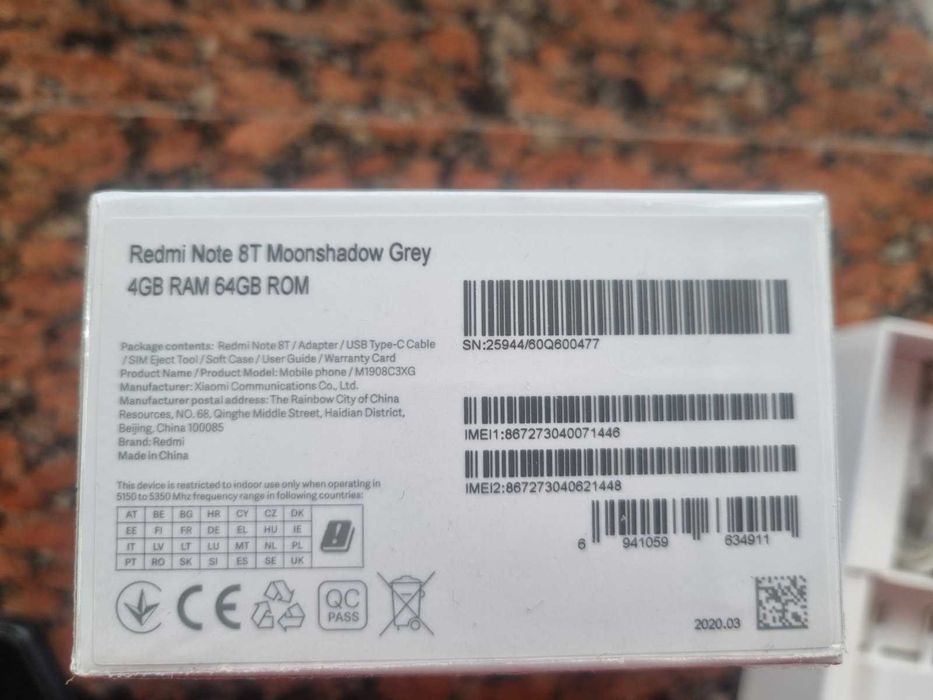 Redmi Note 8T Moonshadow Grey
4GB RAM 64GB ROM
Package contents: Redmi Note 8T / Adapter / USB Type-C Cable
/ SIM Eject Tool / Soft Case / User Guide / Warranty Card
Product Name / Product Model: Mobile phone / M1908C3XG
Manufacturer: Xiaomi Communications Co., Ltd.
Manufacturer postal address: The Rainbow City of China
Resources, NO. 68, Qinghe Middle Street, Haidian District,
Beijing, China 100085
Brand: Redmi
Made in China
This device is restricted to indoor use only when operating in
5150 to 5350 Mhz frequency range in following countries:
AT BE BG HR CY CZ DK
EE FI FR DE EL HU IE
IT LV LT LU MT NL PL
PT RO SK SI ES SE UK
CE
QC
PASS
SN:25944/60Q600477
IMEI1:867273040071446
IMEI2:867273040621448
6 941059 634911
2020.03